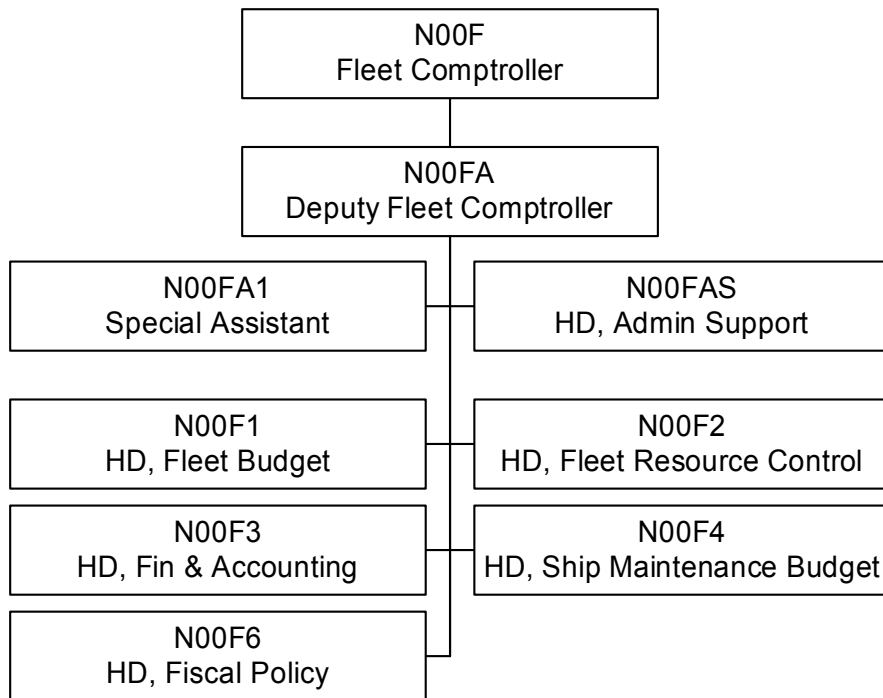 N00F
Fleet Comptroller
N00FA
Deputy Fleet Comptroller
N00FA1
Special Assistant
N00FAS
HD, Admin Support
N00F1
HD, Fleet Budget
N00F2
HD, Fleet Resource Control
N00F3
HD, Fin & Accounting
N00F4
HD, Ship Maintenance Budget
N00F6
HD, Fiscal Policy